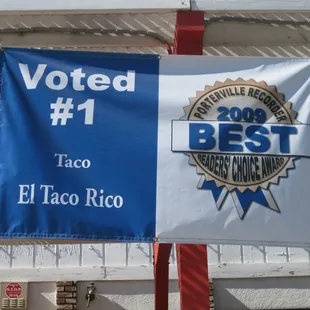 Voted
#1
Taco
El Taco Rico
PORTERVILLE RECORDER
2009
BEST
READERS' CHOICE AWARD
STOP